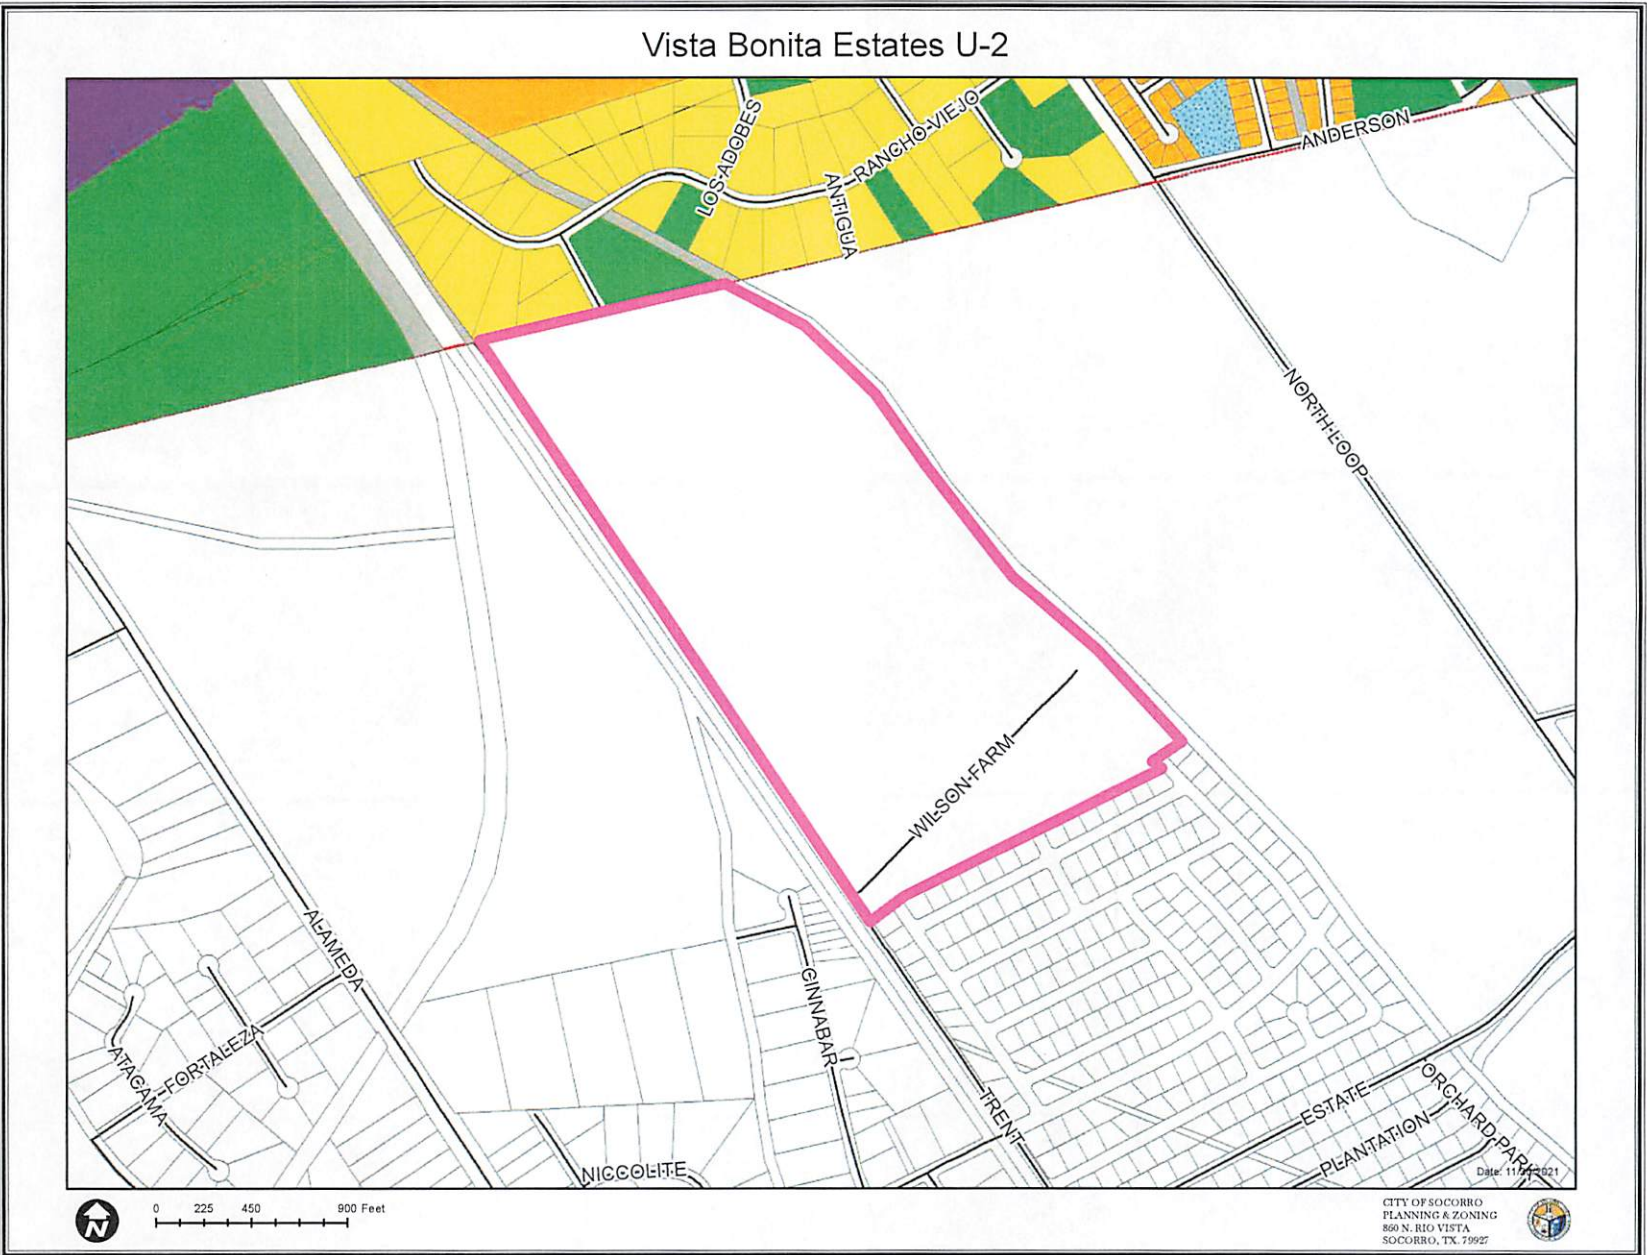 Vista Bonita Estates U-2
LOS ADOBES
RANCHO VIEJO
ANTIGUA
ANDERSON
NORTH LOOP
WILSON FARM
ALAMEDA
FORTALEZA
ATACAMA
CINNABAR
NICCOLITE
TRENT
ESTATE
PLANTATION
ORCHARD PARK
N
0 225 450 900 Feet
CITY OF SOCORRO
PLANNING & ZONING
860 N. RIO VISTA
SOCORRO, TX. 79927